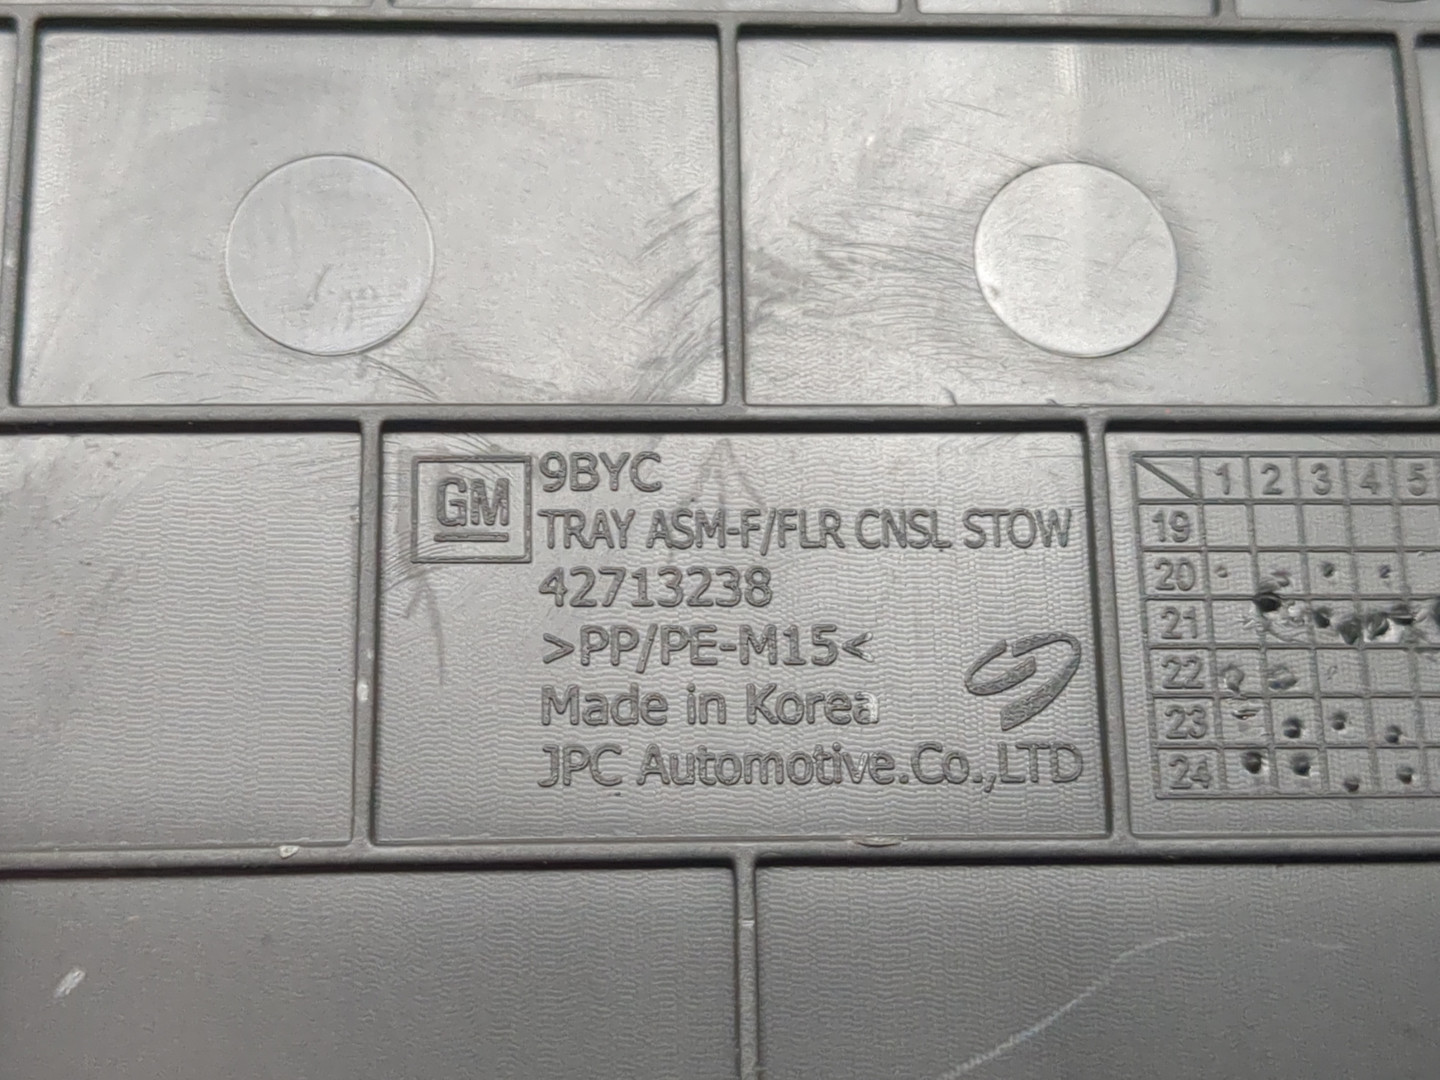 GM
9BYC
TRAY ASM-F/FLR CNSL STOW
42713238
>PP/PE-M15<
Made in Korea
JPC Automotive.Co.,LTD
1 2 3 4 5
19
20
21
22
23
24